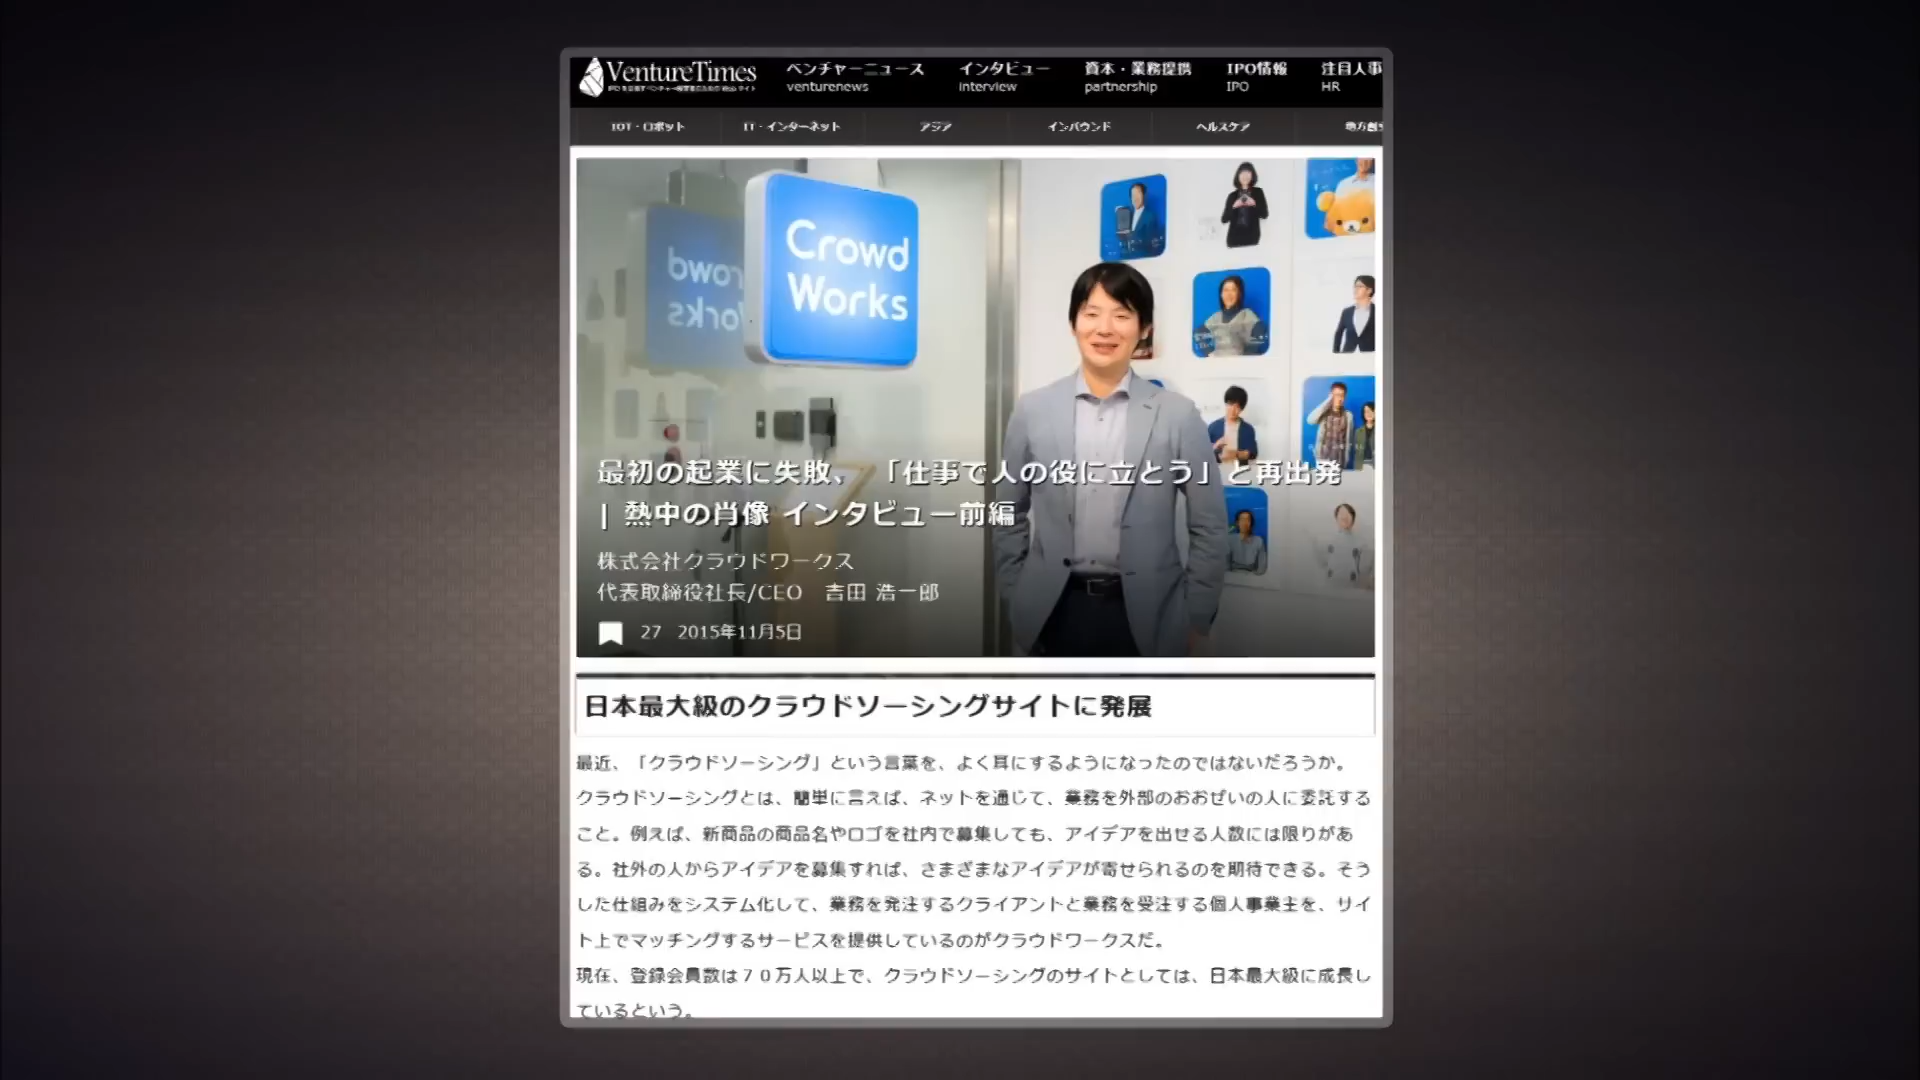 VentureTimes
ベンチャーニュース インタビュー 資本・業務提携 IPO情報 注目人事
venturenews interview partnership IPO HR
IOT・ロボット IT・インターネット アジア インバウンド ヘルスケア 地方創
Crowd
Works
最初の起業に失敗、「仕事で人の役に立とう」と再出発
| 熱中の肖像 インタビュー前編
株式会社クラウドワークス
代表取締役社長/CEO 吉田 浩一郎
27 2015年11月5日
日本最大級のクラウドソーシングサイトに発展
最近、「クラウドソーシング」という言葉を、よく耳にするようになったのではないだろうか。
クラウドソーシングとは、簡単に言えば、ネットを通じて、業務を外部のおおぜいの人に委託する
こと。例えば、新商品の商品名やロゴを社内で募集しても、アイデアを出せる人数には限りがあ
る。社外の人からアイデアを募集すれば、さまざまなアイデアが寄せられるのを期待できる。そう
した仕組みをシステム化して、業務を発注するクライアントと業務を受注する個人事業主を、サイ
ト上でマッチングするサービスを提供しているのがクラウドワークスだ。
現在、登録会員数は７０万人以上で、クラウドソーシングのサイトとしては、日本最大級に成長し
ているという。